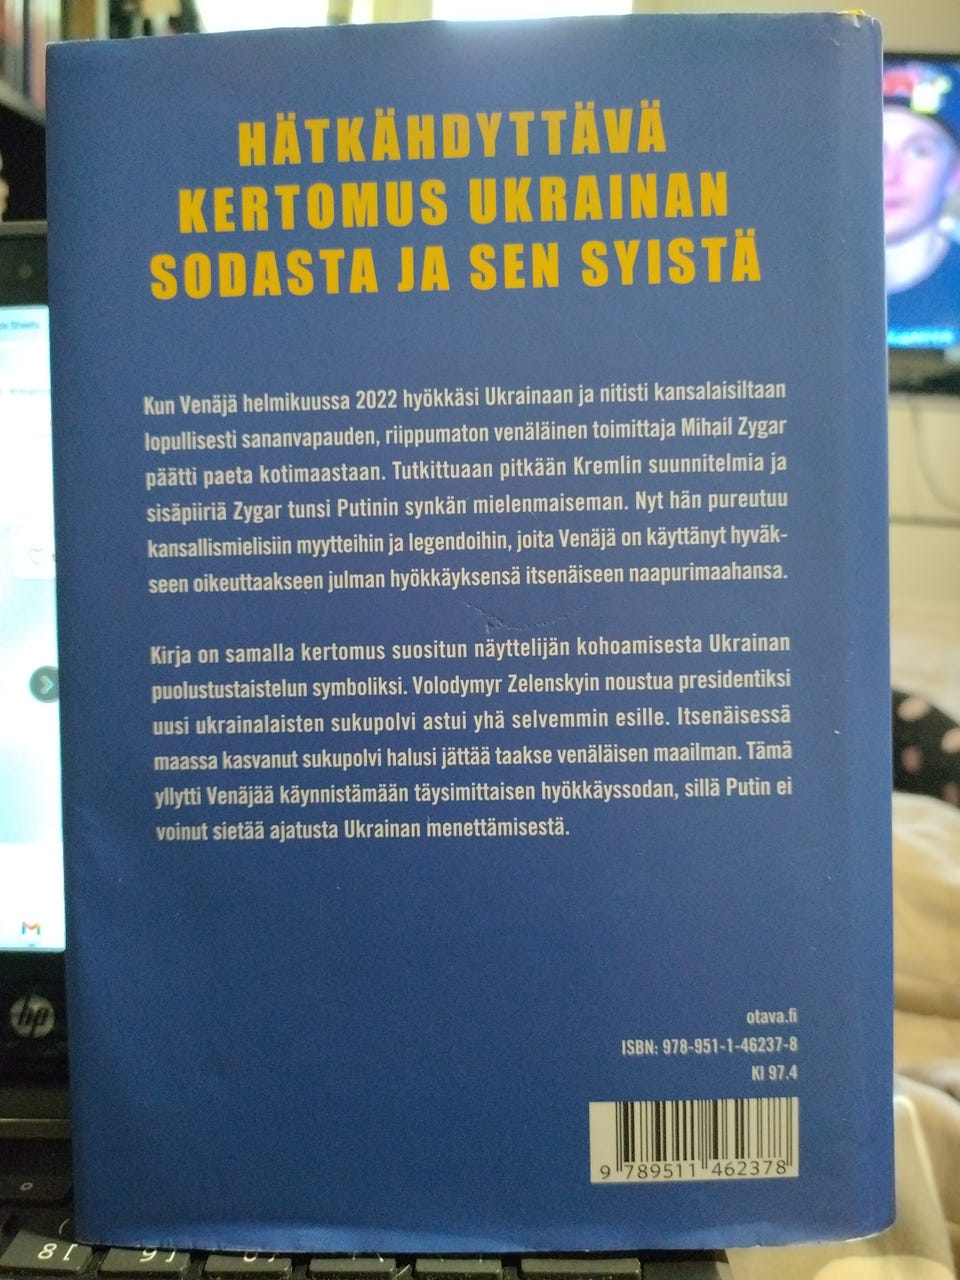 HÄTKÄHDYTTÄVÄ
KERTOMUS UKRAINAN
SODASTA JA SEN SYISTÄ
Kun Venäjä helmikuussa 2022 hyökkäsi Ukrainaan ja nitisti kansalaisiltaan
lopullisesti sananvapauden, riippumaton venäläinen toimittaja Mihail Zygar
päätti paeta kotimaastaan. Tutkittuaan pitkään Kremlin suunnitelmia ja
sisäpiiriä Zygar tunsi Putinin synkän mielenmaiseman. Nyt hän pureutuu
kansallismielisiin myytteihin ja legendoihin, joita Venäjä on käyttänyt hyväk-
seen oikeuttaakseen julman hyökkäyksensä itsenäiseen naapurimaahansa.
Kirja on samalla kertomus suositun näyttelijän kohoamisesta Ukrainan
puolustustaistelun symboliksi. Volodymyr Zelenskyin noustua presidentiksi
uusi ukrainalaisten sukupolvi astui yhä selvemmin esille. Itsenäisessä
maassa kasvanut sukupolvi halusi jättää taakse venäläisen maailman. Tämä
yllytti Venäjää käynnistämään täysimittaisen hyökkäyssodan, sillä Putin ei
voinut sietää ajatusta Ukrainan menettämisestä.
otava.fi
ISBN: 978-951-1-46237-8
Kl 97.4
9 789511 462378
Sheets
hp